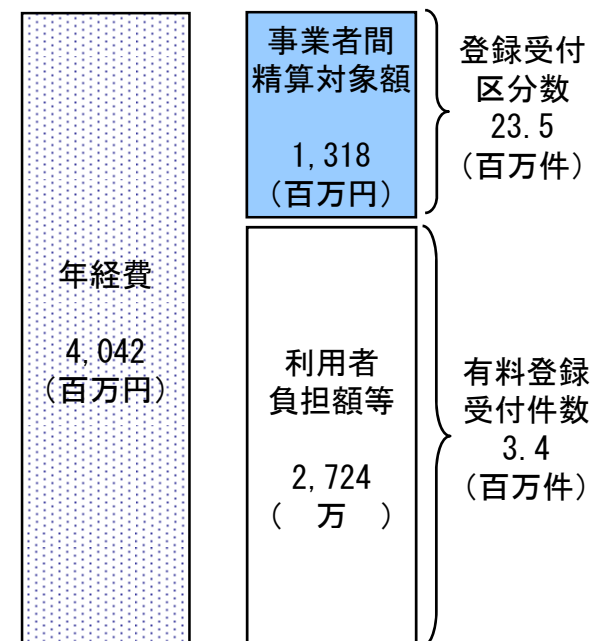 年経費
4,042
（百万円）
事業者間
精算対象額
1,318
（百万円）
登録受付
区分数
23.5
（百万件）
利用者
負担額等
2,724
（　万　）
有料登録
受付件数
3.4
（百万件）